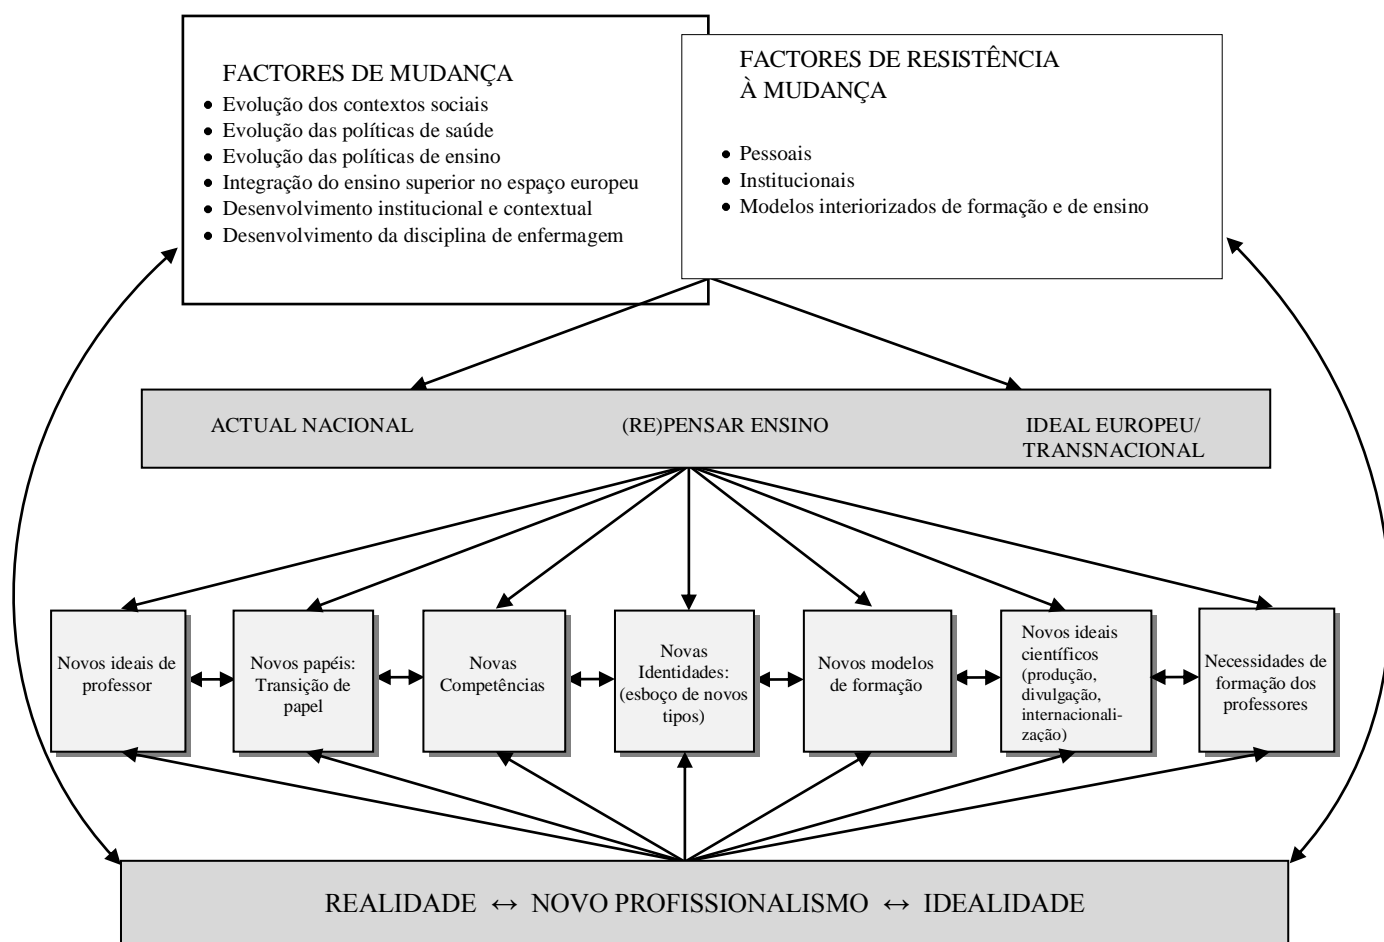 FACTORES DE MUDANÇA
• Evolução dos contextos sociais
• Evolução das políticas de saúde
• Evolução das políticas de ensino
• Integração do ensino superior no espaço europeu
• Desenvolvimento institucional e contextual
• Desenvolvimento da disciplina de enfermagem
FACTORES DE RESISTÊNCIA
À MUDANÇA
• Pessoais
• Institucionais
• Modelos interiorizados de formação e de ensino
ACTUAL NACIONAL
(RE)PENSAR ENSINO
IDEAL EUROPEU/
TRANSNACIONAL
Novos ideais de
professor
Novos papéis:
Transição de
papel
Novas
Competências
Novas
Identidades:
(esboço de novos
tipos)
Novos modelos
de formação
Novos ideais
científicos
(produção,
divulgação,
internacionali-
zação)
Necessidades de
formação dos
professores
REALIDADE ↔ NOVO PROFISSIONALISMO ↔ IDEALIDADE